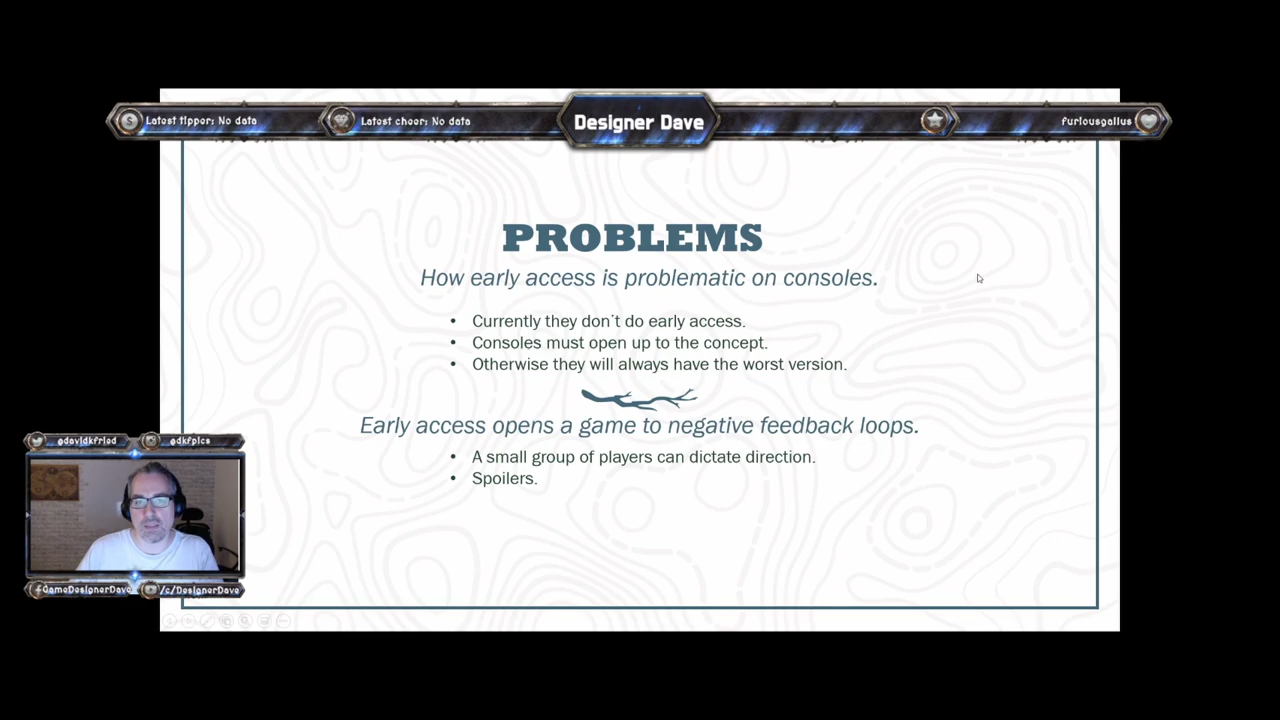 Latest tipper: No data
Latest cheer: No data
Designer Dave
furiousgallus
PROBLEMS
How early access is problematic on consoles.
• Currently they don't do early access.
• Consoles must open up to the concept.
• Otherwise they will always have the worst version.
Early access opens a game to negative feedback loops.
• A small group of players can dictate direction.
• Spoilers.
@davidkfried
@dkfpics
GameDesignerDave
/c/DesignerDave